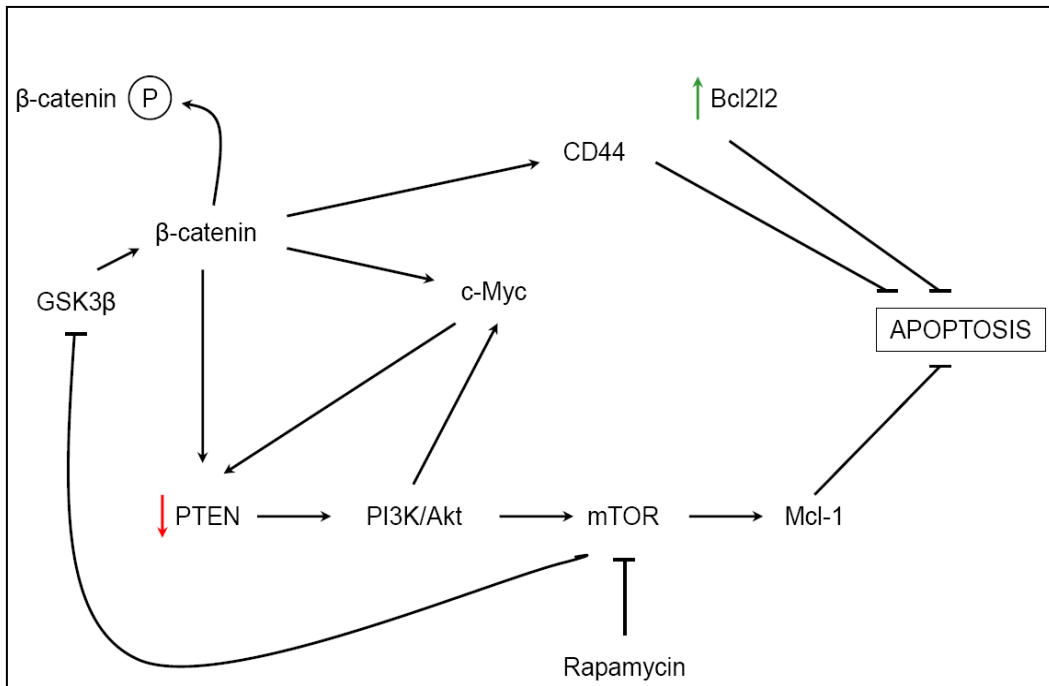 β-catenin P
Bcl2l2
CD44
β-catenin
GSK3β
c-Myc
APOPTOSIS
PTEN
PI3K/Akt
mTOR
Mcl-1
Rapamycin